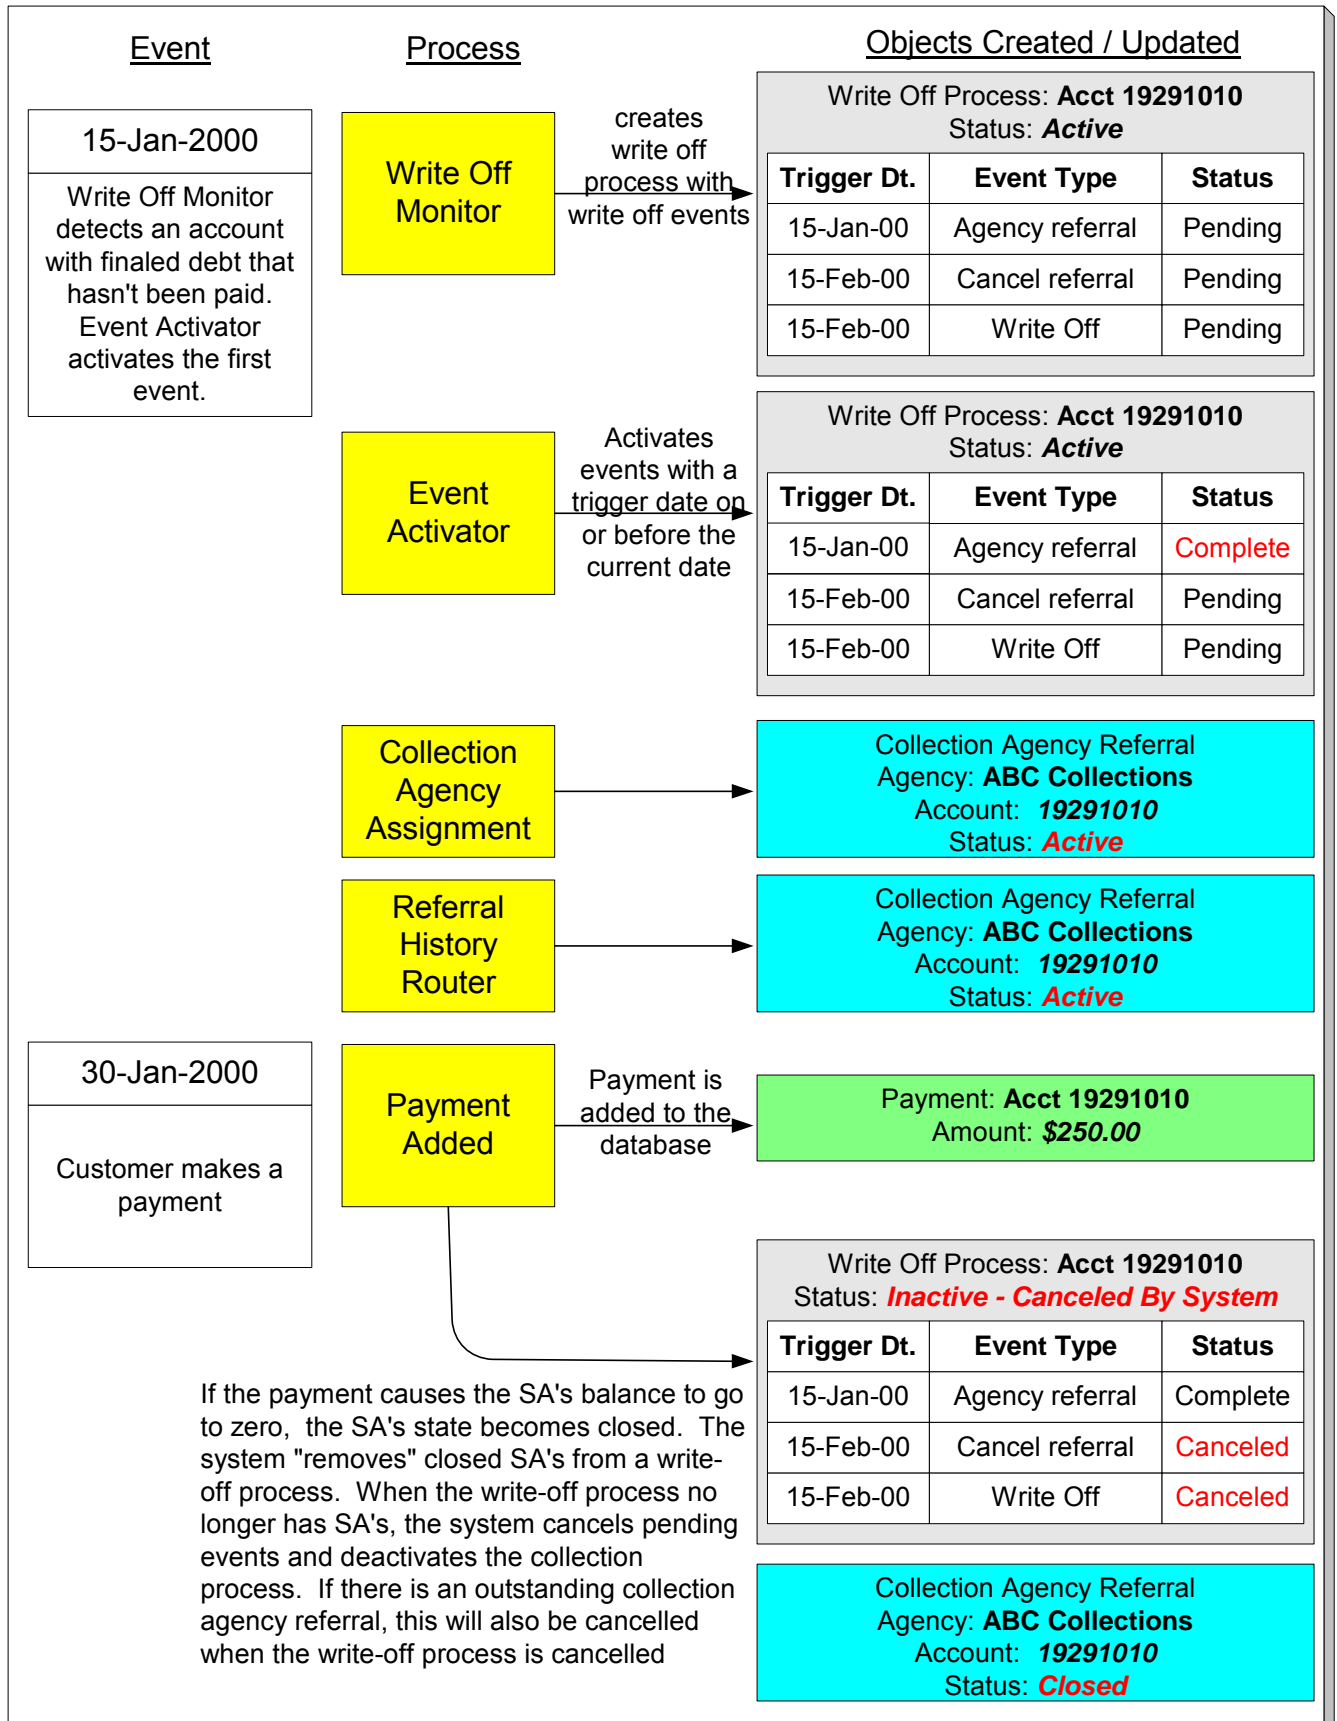 Event
Process
Objects Created / Updated
15-Jan-2000
Write Off Monitor
detects an account
with finaled debt that
hasn't been paid.
Event Activator
activates the first
event.
Write Off
Monitor
creates
write off
process with
write off events
Write Off Process: Acct 19291010
Status: Active
Trigger Dt. Event Type Status
15-Jan-00 Agency referral Pending
15-Feb-00 Cancel referral Pending
15-Feb-00 Write Off Pending
Event
Activator
Activates
events with a
trigger date on
or before the
current date
Write Off Process: Acct 19291010
Status: Active
Trigger Dt. Event Type Status
15-Jan-00 Agency referral Complete
15-Feb-00 Cancel referral Pending
15-Feb-00 Write Off Pending
Collection
Agency
Assignment
Collection Agency Referral
Agency: ABC Collections
Account: 19291010
Status: Active
Referral
History
Router
Collection Agency Referral
Agency: ABC Collections
Account: 19291010
Status: Active
30-Jan-2000
Customer makes a
payment
Payment
Added
Payment is
added to the
database
Payment: Acct 19291010
Amount: $250.00
Write Off Process: Acct 19291010
Status: Inactive - Canceled By System
Trigger Dt. Event Type Status
15-Jan-00 Agency referral Complete
15-Feb-00 Cancel referral Canceled
15-Feb-00 Write Off Canceled
If the payment causes the SA's balance to go
to zero, the SA's state becomes closed. The
system "removes" closed SA's from a write-
off process. When the write-off process no
longer has SA's, the system cancels pending
events and deactivates the collection
process. If there is an outstanding collection
agency referral, this will also be cancelled
when the write-off process is cancelled
Collection Agency Referral
Agency: ABC Collections
Account: 19291010
Status: Closed